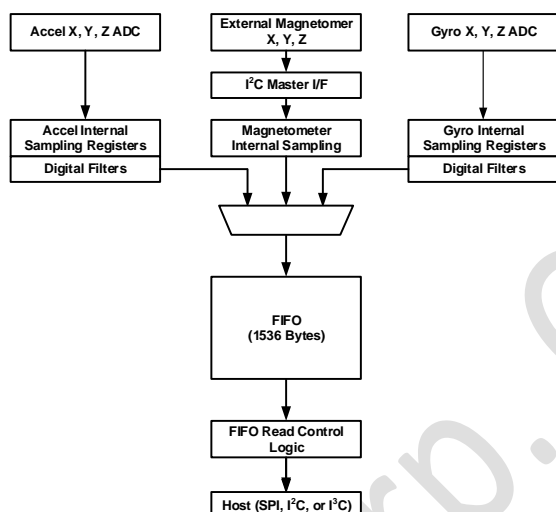 Accel X, Y, Z ADC
External Magnetomer
X, Y, Z
Gyro X, Y, Z ADC
I²C Master I/F
Accel Internal
Sampling Registers
Digital Filters
Magnetometer
Internal Sampling
Gyro Internal
Sampling Registers
Digital Filters
FIFO
(1536 Bytes)
FIFO Read Control
Logic
Host (SPI, I²C, or I³C)
rp.